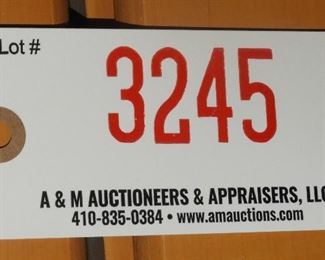 Lot #
3245
A & M AUCTIONEERS & APPRAISERS, LLC
410-835-0384 • www.amauctions.com